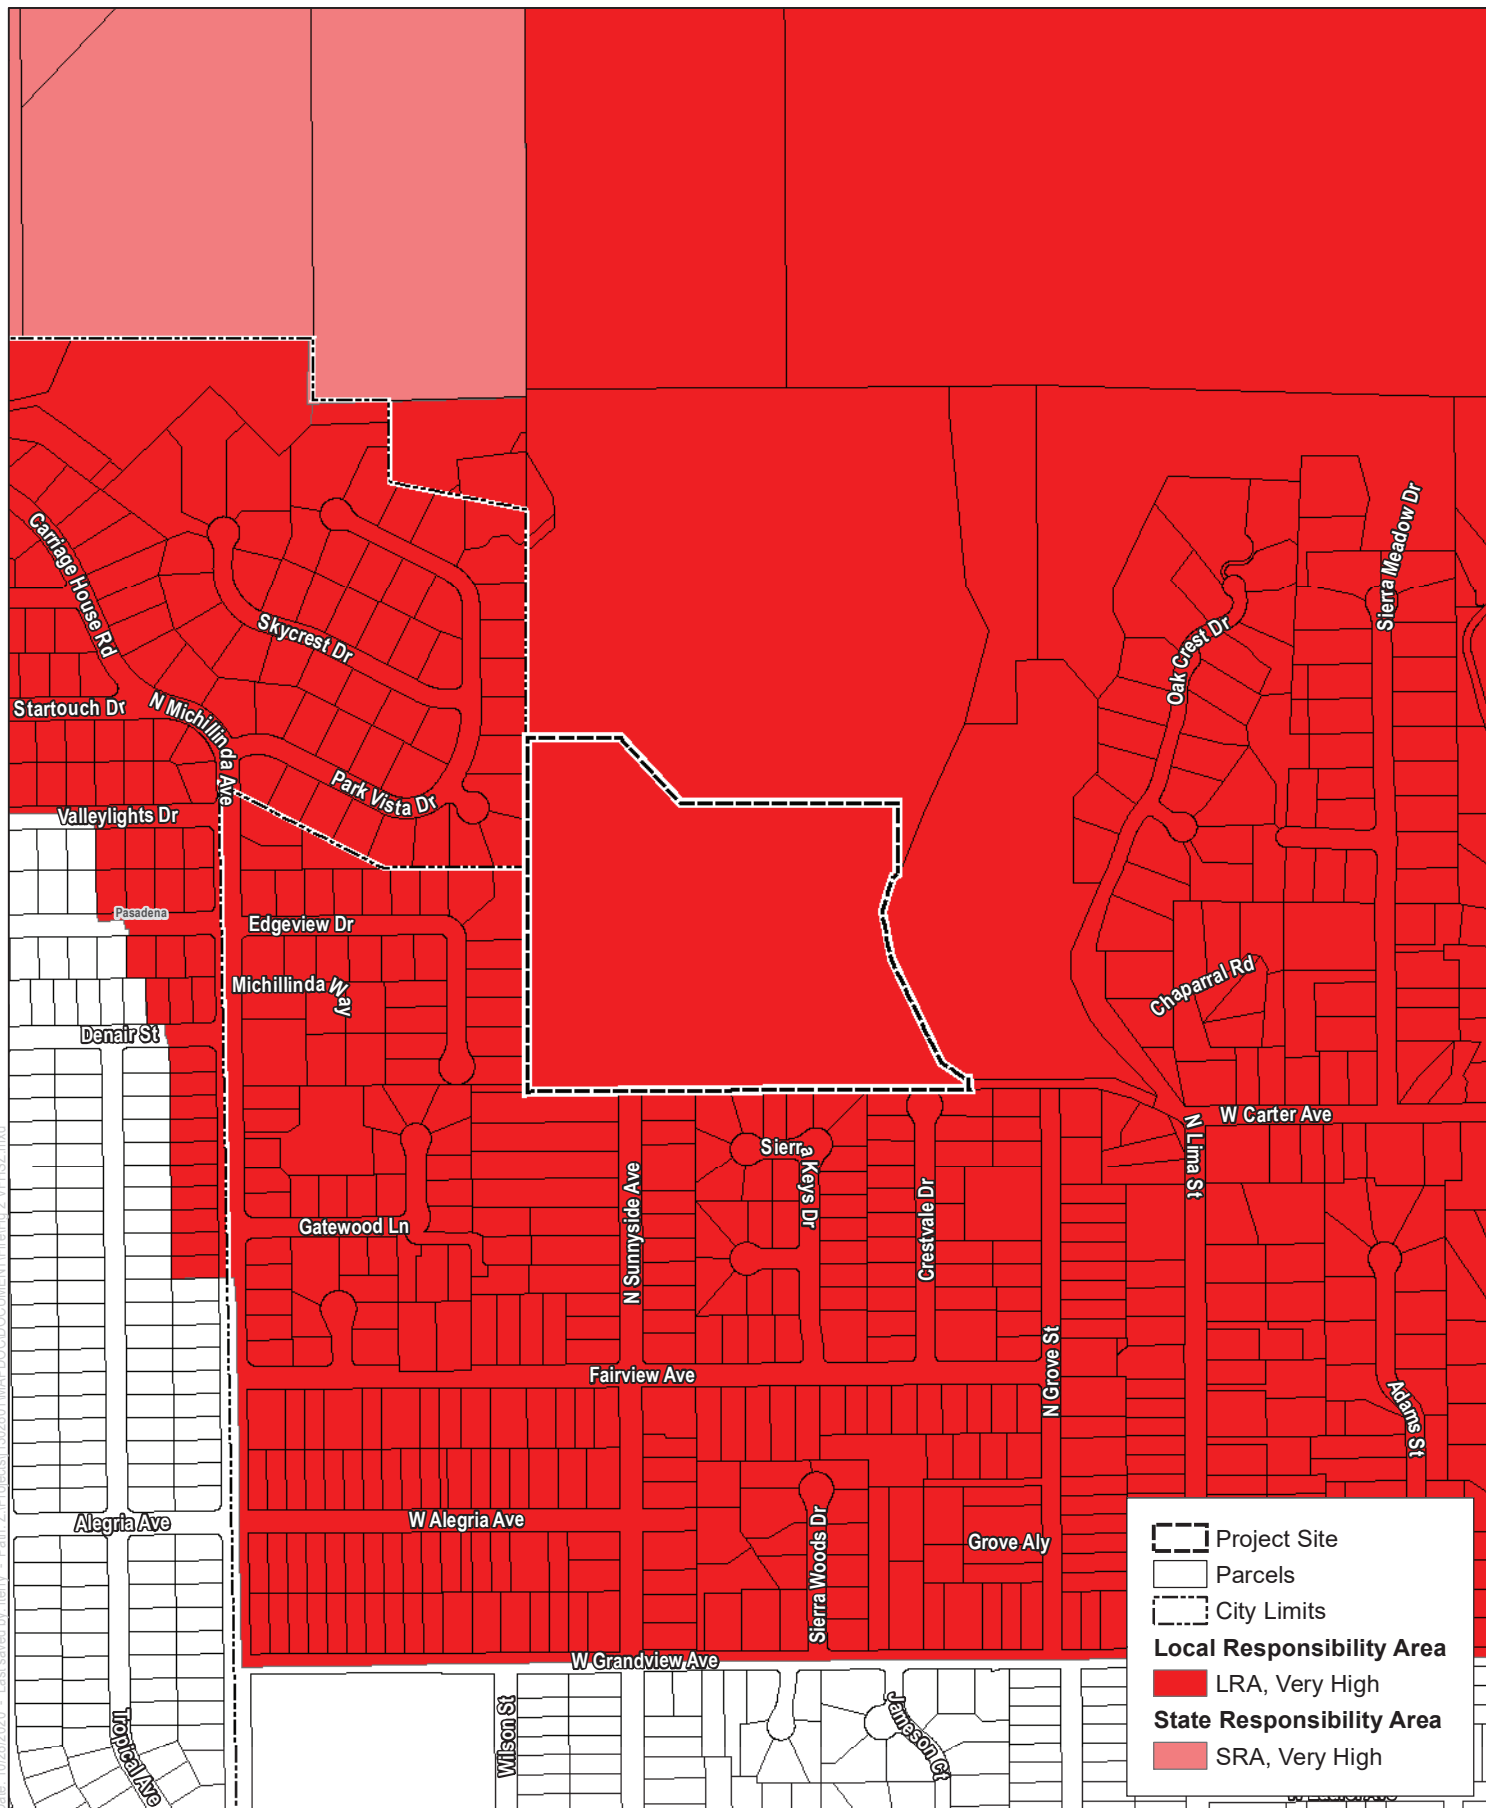 Sierra Meadow Dr
Carriage House Rd
Skycrest Dr
Oak Crest Dr
Startouch Dr
N Michillinda Ave
Park Vista Dr
Valleylights Dr
Pasadena
Edgeview Dr
Michillinda Way
Chaparral Rd
Denair St
W Carter Ave
N Lima St
Sierra Keys Dr
N Sunnyside Ave
Crestvale Dr
Gatewood Ln
N Grove St
Fairview Ave
Adams St
Alegria Ave
W Alegria Ave
Sierra Woods Dr
Grove Aly
W Grandview Ave
Wilson St
Jameson Ct
Tropical Ave
Project Site
Parcels
City Limits
Local Responsibility Area
LRA, Very High
State Responsibility Area
SRA, Very High